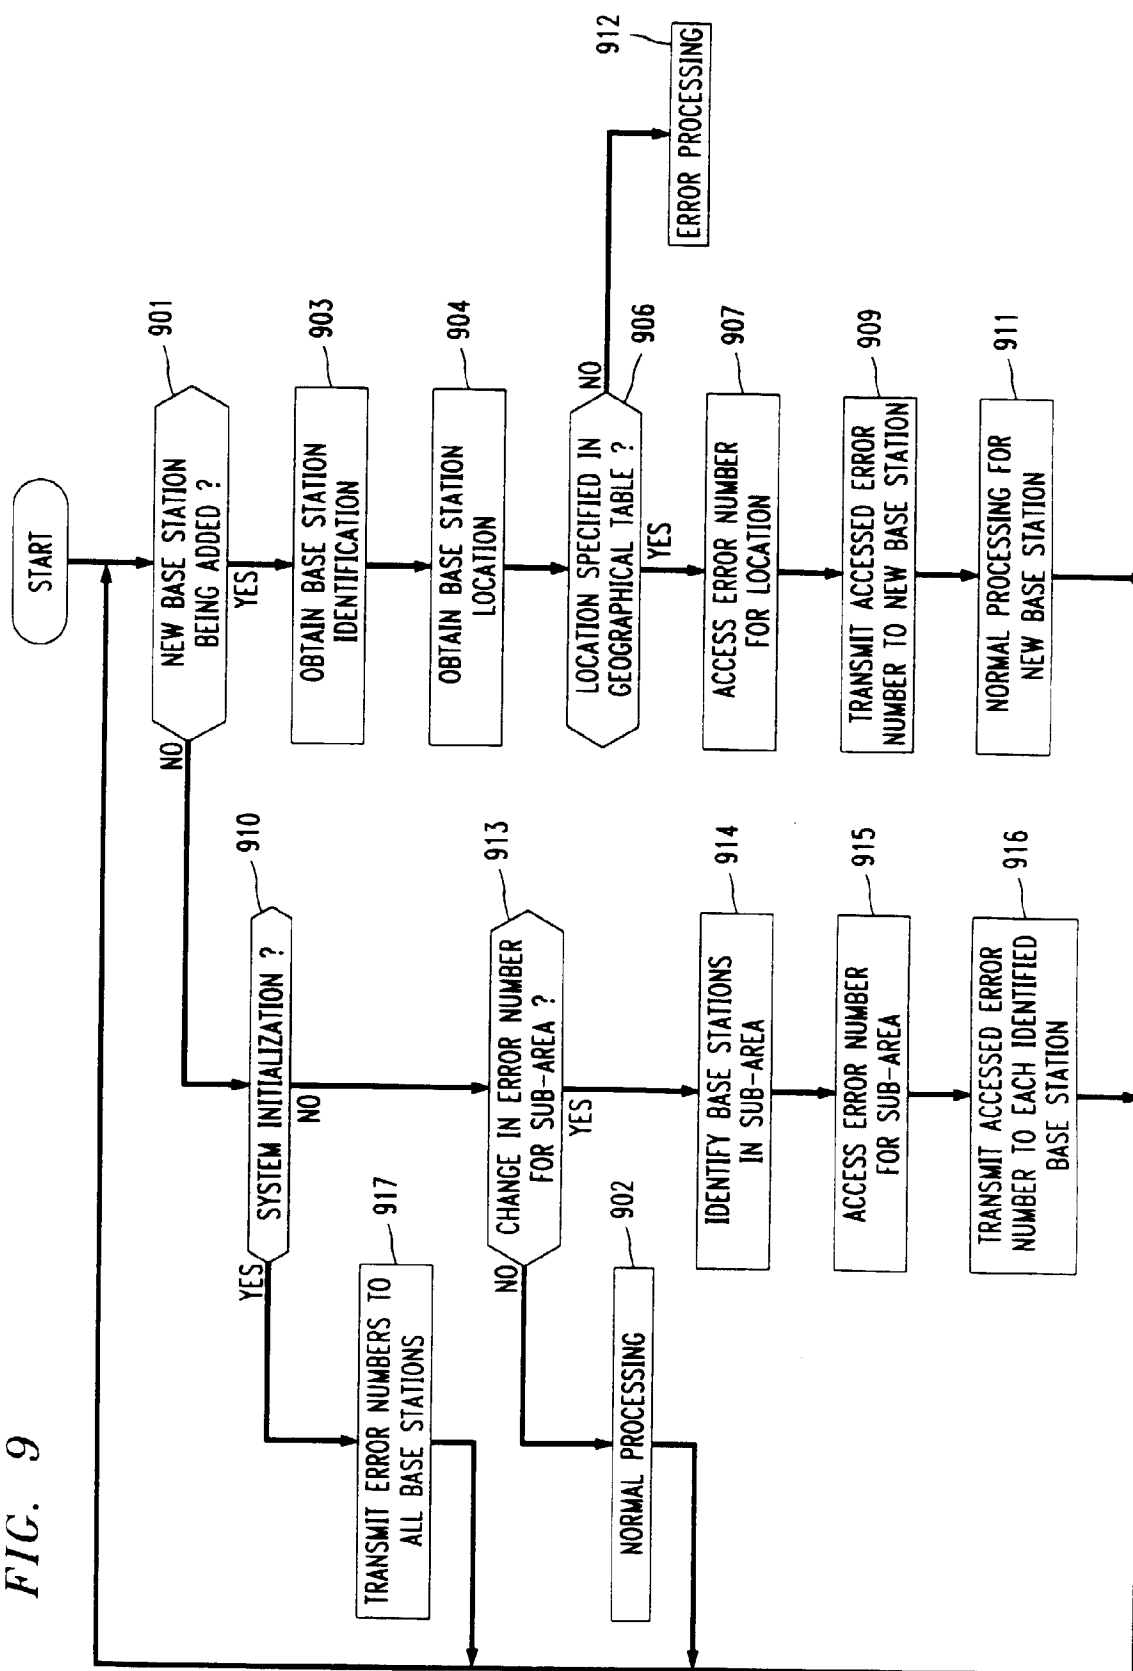 FIG. 9
START
901
NEW BASE STATION
BEING ADDED ?
NO
YES
903
OBTAIN BASE STATION
IDENTIFICATION
904
OBTAIN BASE STATION
LOCATION
906
LOCATION SPECIFIED IN
GEOGRAPHICAL TABLE ?
NO
YES
912
ERROR PROCESSING
907
ACCESS ERROR NUMBER
FOR LOCATION
909
TRANSMIT ACCESSED ERROR
NUMBER TO NEW BASE STATION
911
NORMAL PROCESSING FOR
NEW BASE STATION
910
SYSTEM INITIALIZATION ?
YES
NO
917
TRANSMIT ERROR NUMBERS TO
ALL BASE STATIONS
913
CHANGE IN ERROR NUMBER
FOR SUB-AREA ?
NO
YES
902
NORMAL PROCESSING
914
IDENTIFY BASE STATIONS
IN SUB-AREA
915
ACCESS ERROR NUMBER
FOR SUB-AREA
916
TRANSMIT ACCESSED ERROR
NUMBER TO EACH IDENTIFIED
BASE STATION